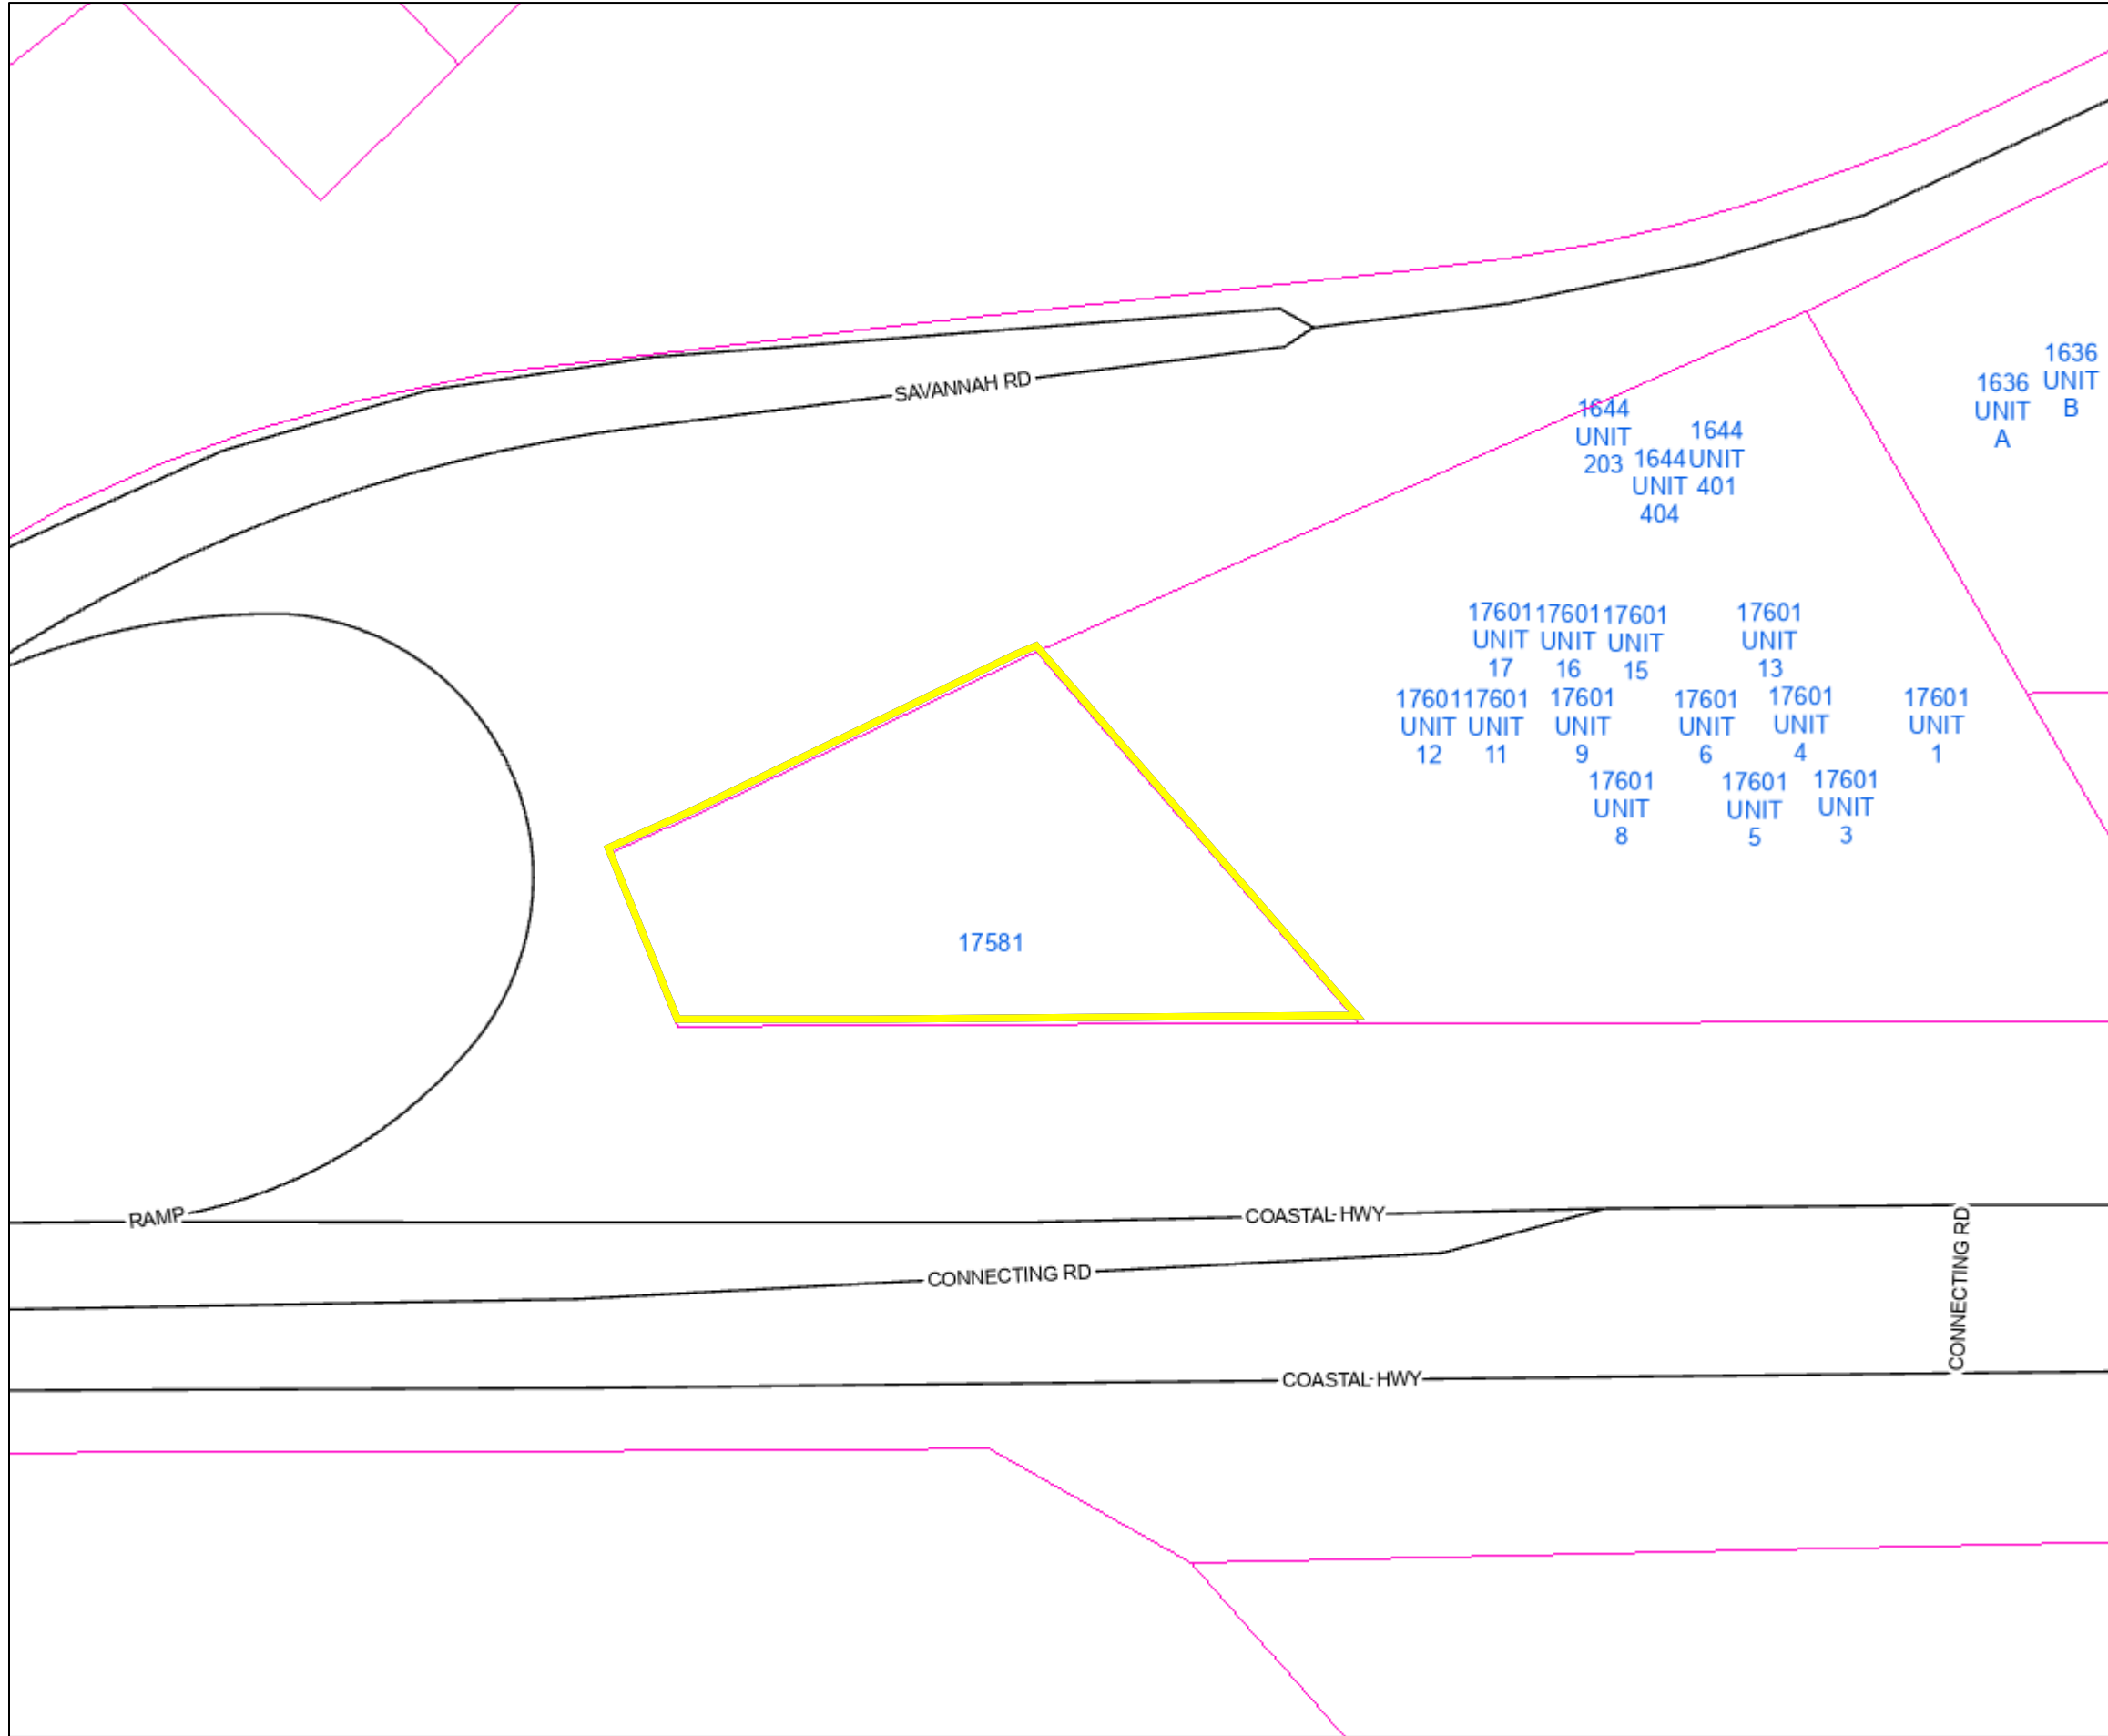 SAVANNAH RD
1636
UNIT
A
1636
UNIT
B
1644
UNIT
203
1644
UNIT
404
1644
UNIT
401
17601
UNIT
17
17601
UNIT
16
17601
UNIT
15
17601
UNIT
13
17601
UNIT
12
17601
UNIT
11
17601
UNIT
9
17601
UNIT
6
17601
UNIT
4
17601
UNIT
1
17601
UNIT
8
17601
UNIT
5
17601
UNIT
3
17581
RAMP
COASTAL HWY
CONNECTING RD
CONNECTING RD
COASTAL HWY